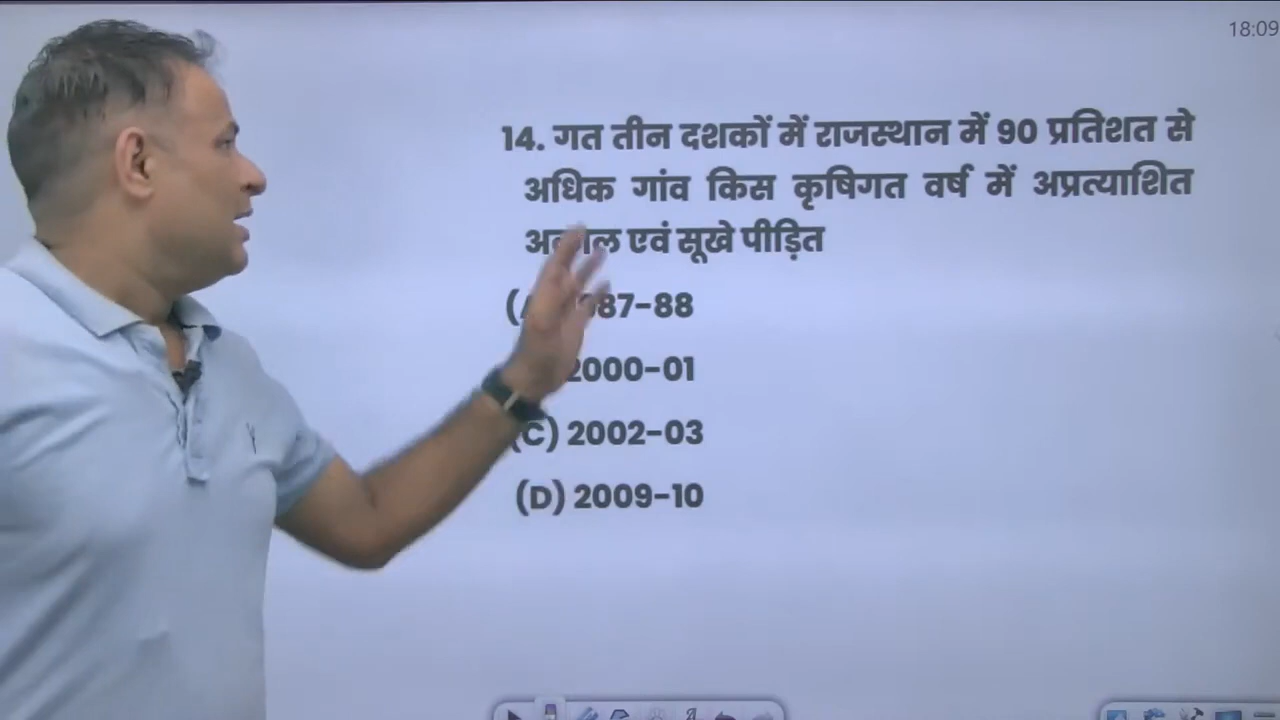 18:09
14. गत तीन दशकों में राजस्थान में 90 प्रतिशत से
अधिक गांव किस कृषिगत वर्ष में अप्रत्याशित
एवं सूखे पीड़ित
87-88
2000-01
(C) 2002-03
(D) 2009-10